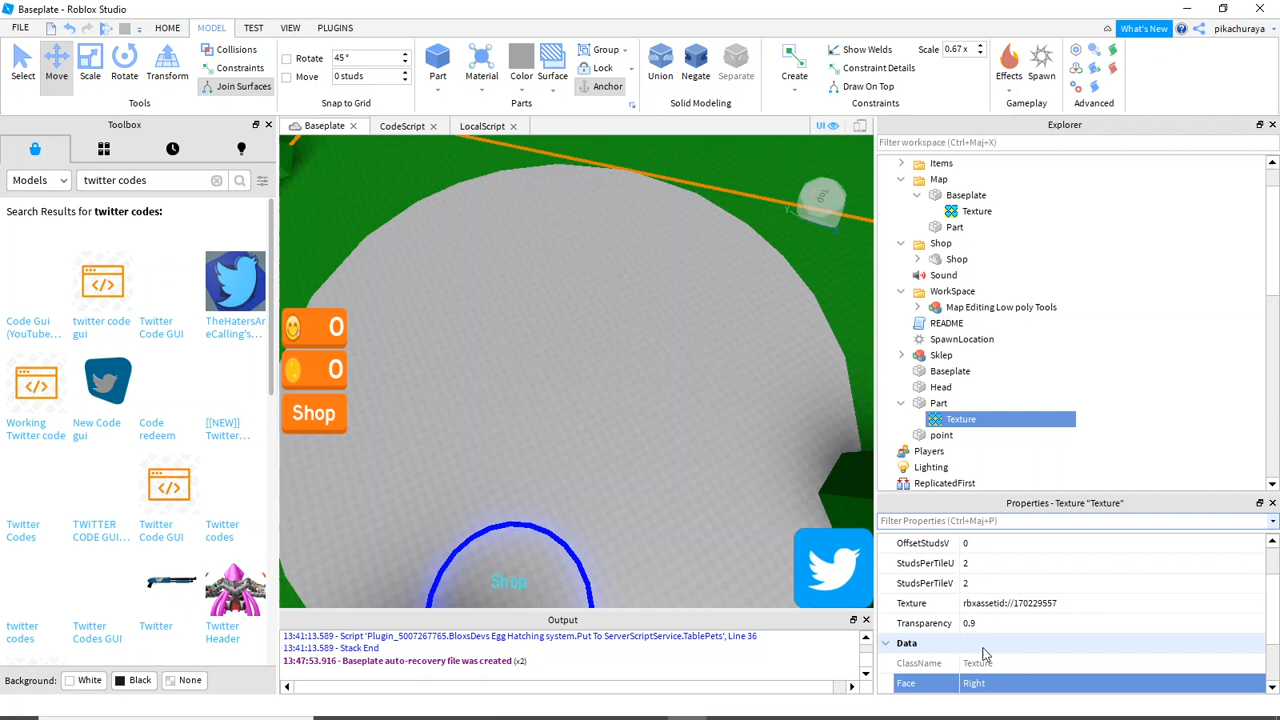 Baseplate - Roblox Studio
FILE
HOME
MODEL
TEST
VIEW
PLUGINS
What's New
pikachuraya
Select
Move
Scale
Rotate
Transform
Collisions
Constraints
Join Surfaces
Tools
Rotate
45°
Move
0 studs
Snap to Grid
Part
Material
Color
Surface
Group
Lock
Anchor
Parts
Union
Negate
Separate
Solid Modeling
Create
Show Welds
Scale 0.67 x
Constraint Details
Draw On Top
Constraints
Effects
Spawn
Gameplay
Advanced
Toolbox
Models
twitter codes
Search Results for twitter codes:
Code Gui
(YouTube...
twitter code
gui
Twitter
Code GUI
TheHatersAr
eCalling's...
Working
Twitter code
New Code
gui
Code
redeem
[[NEW]]
Twitter...
Twitter
Codes
TWITTER
CODE GUI...
Twitter
Code GUI
Twitter
Codes
twitter
codes
Twitter
Codes GUI
Twitter
Twitter
Header
Background:
White
Black
None
Baseplate
CodeScript
LocalScript
UI
Top
Y
0
0
Shop
Shop
Output
13:41:13.589 - Script 'Plugin_5007267765.BloxsDevs Egg Hatching system.Put To ServerScriptService.TablePets', Line 36
13:41:13.589 - Stack End
13:47:53.916 - Baseplate auto-recovery file was created (x2)
Explorer
Filter workspace (Ctrl+Maj+X)
Items
Map
Baseplate
Texture
Part
Shop
Shop
Sound
WorkSpace
Map Editing Low poly Tools
README
SpawnLocation
Sklep
Baseplate
Head
Part
Texture
point
Players
Lighting
ReplicatedFirst
Properties - Texture "Texture"
Filter Properties (Ctrl+Maj+P)
OffsetStudsV 0
StudsPerTileU 2
StudsPerTileV 2
Texture rbxassetid://170229557
Transparency 0.9
Data
ClassName Texture
Face Right